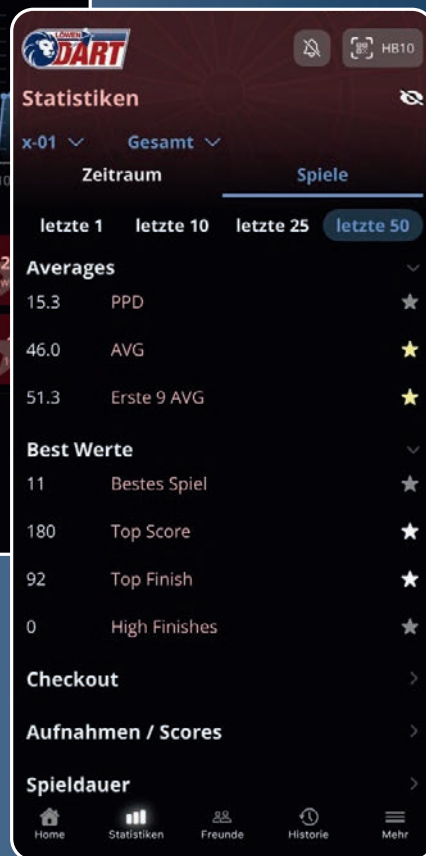 LÖWEN
DART
HB10
Statistiken
x-01 Gesamt
Zeitraum Spiele
letzte 1 letzte 10 letzte 25 letzte 50
Averages
15.3 PPD
46.0 AVG
51.3 Erste 9 AVG
Best Werte
11 Bestes Spiel
180 Top Score
92 Top Finish
0 High Finishes
Checkout
Aufnahmen / Scores
Spieldauer
Home Statistiken Freunde Historie Mehr